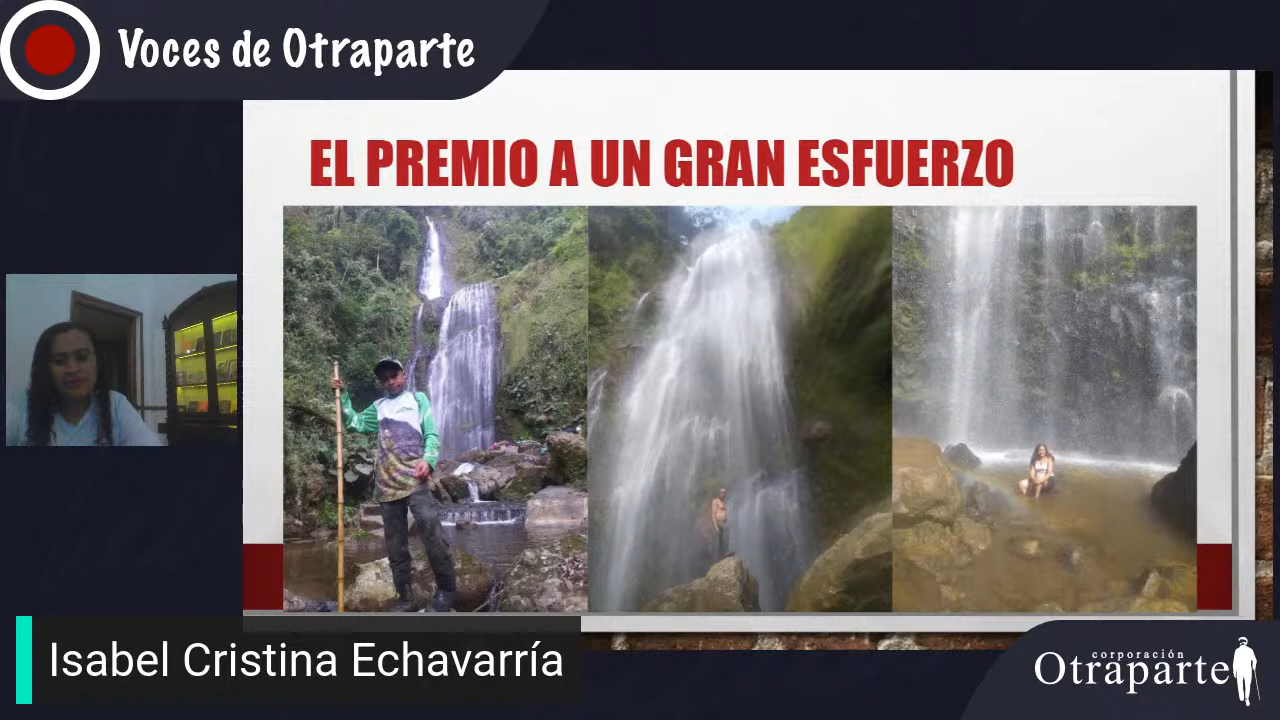 Voces de Otraparte
EL PREMIO A UN GRAN ESFUERZO
Isabel Cristina Echavarría
corporación
Otraparte